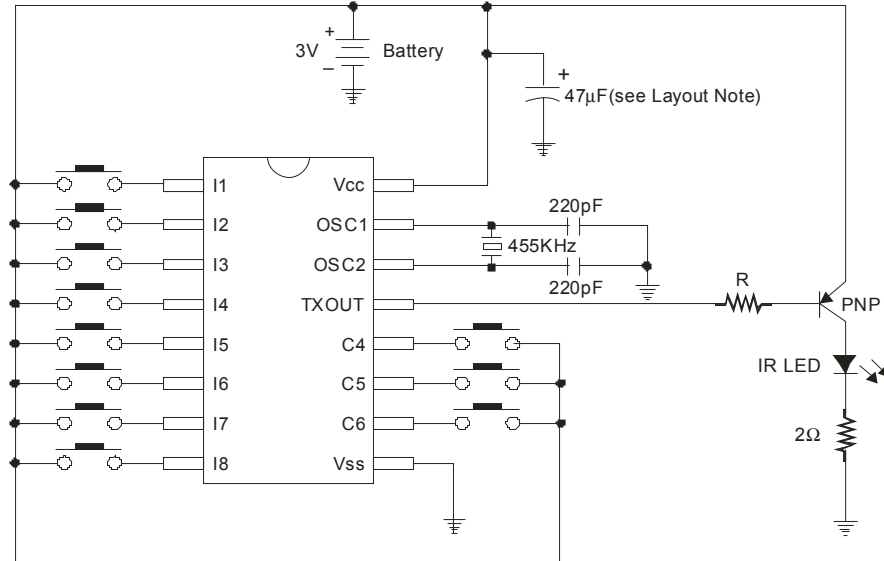 +
3V
Battery
–
+
47µF(see Layout Note)
I1
Vcc
220pF
I2
OSC1
455KHz
I3
OSC2
220pF
I4
TXOUT
R
PNP
I5
C4
IR LED
I6
C5
I7
C6
2Ω
I8
Vss